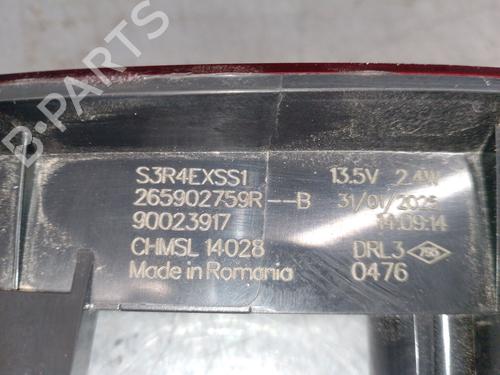 B-PARTS
S3R4EXSS1 13.5V 2.4W
265902759R--B 31/01/2025
90023917 14:09:14
CHMSL 14028 DRL3
Made in Romania 0476